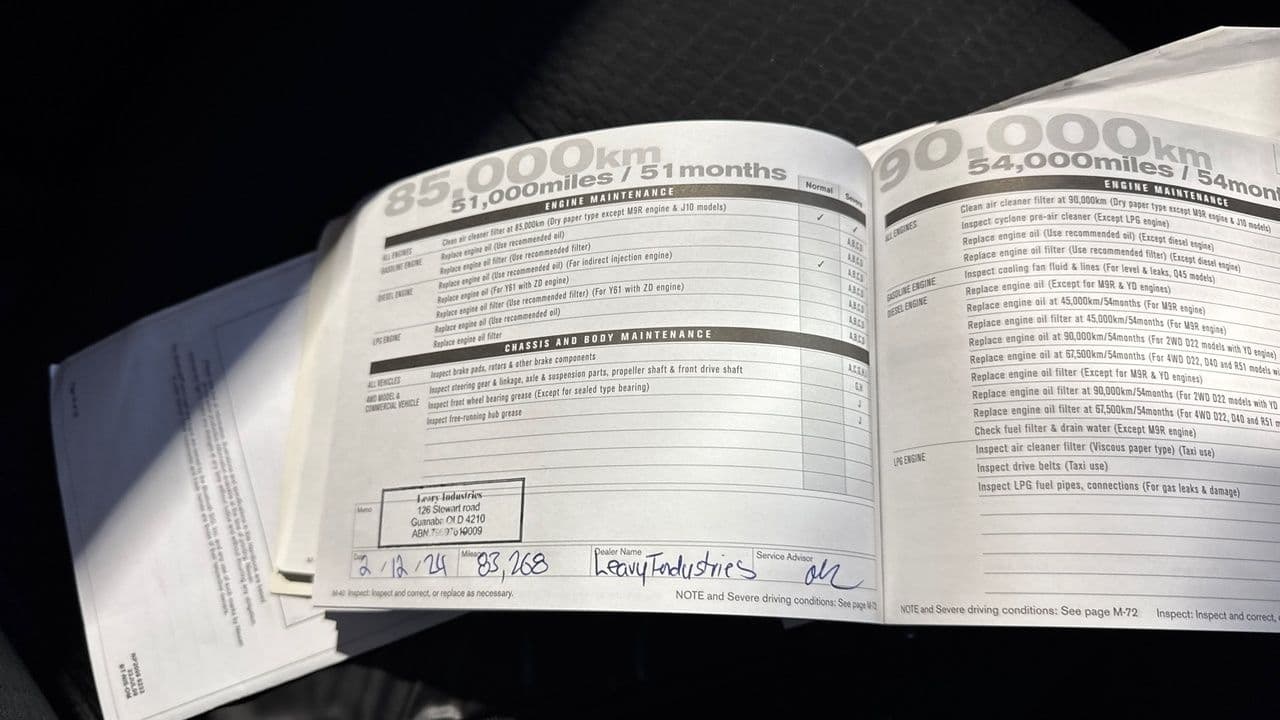 85,000km
51,000miles / 51months
Normal
Severe
ENGINE MAINTENANCE
ALL ENGINES
Clean air cleaner filter at 85,000km (Dry paper type except M9R engine & J10 models)
✓
✓
GASOLINE ENGINE
Replace engine oil (Use recommended oil)
A.B.C.D
Replace engine oil filter (Use recommended filter)
A.B.C.D
DIESEL ENGINE
Replace engine oil (Use recommended oil) (For indirect injection engine)
✓
A.B.C.D
Replace engine oil (For Y61 with ZD engine)
A.B.C.D
Replace engine oil filter (Use recommended filter) (For Y61 with ZD engine)
A.B.C.D
LPG ENGINE
Replace engine oil (Use recommended oil)
A.B.C.D
Replace engine oil filter
A.B.C.D
CHASSIS AND BODY MAINTENANCE
ALL VEHICLES
Inspect brake pads, rotors & other brake components
4WD MODEL & COMMERCIAL VEHICLE
Inspect steering gear & linkage, axle & suspension parts, propeller shaft & front drive shaft
G.H
Inspect front wheel bearing grease (Except for sealed type bearing)
J
Inspect free-running hub grease
J
Memo
Leary Industries
126 Stewart road
QLD 4210
ABN
Date
2/12/24
83,268
Dealer Name
Leavy Industries
Service Advisor
M-40 Inspect: Inspect and correct, or replace as necessary.
NOTE and Severe driving conditions: See page M-72
90,000km
54,000miles / 54mon
ENGINE MAINTENANCE
ALL ENGINES
Clean air cleaner filter at 90,000km (Dry paper type except M9R engine & J10 models)
Inspect cyclone pre-air cleaner (Except LPG engine)
Replace engine oil (Use recommended oil) (Except diesel engine)
Replace engine oil filter (Use recommended filter) (Except diesel engine)
GASOLINE ENGINE
Inspect cooling fan fluid & lines (For level & leaks, Q45 models)
DIESEL ENGINE
Replace engine oil (Except for M9R & YD engines)
Replace engine oil at 45,000km/54months (For M9R engine)
Replace engine oil filter at 45,000km/54months (For M9R engine)
Replace engine oil at 90,000km/54months (For 2WD D22 models with YD engine)
Replace engine oil at 67,500km/54months (For 4WD D22, D40 and R51 models wi
Replace engine oil filter (Except for M9R & YD engines)
Replace engine oil filter at 90,000km/54months (For 2WD D22 models with YD
Replace engine oil filter at 67,500km/54months (For 4WD D22, D40 and R51 m
Check fuel filter & drain water (Except M9R engine)
LPG ENGINE
Inspect air cleaner filter (Viscous paper type) (Taxi use)
Inspect drive belts (Taxi use)
Inspect LPG fuel pipes, connections (For gas leaks & damage)
NOTE and Severe driving conditions: See page M-72
Inspect: Inspect and correct,